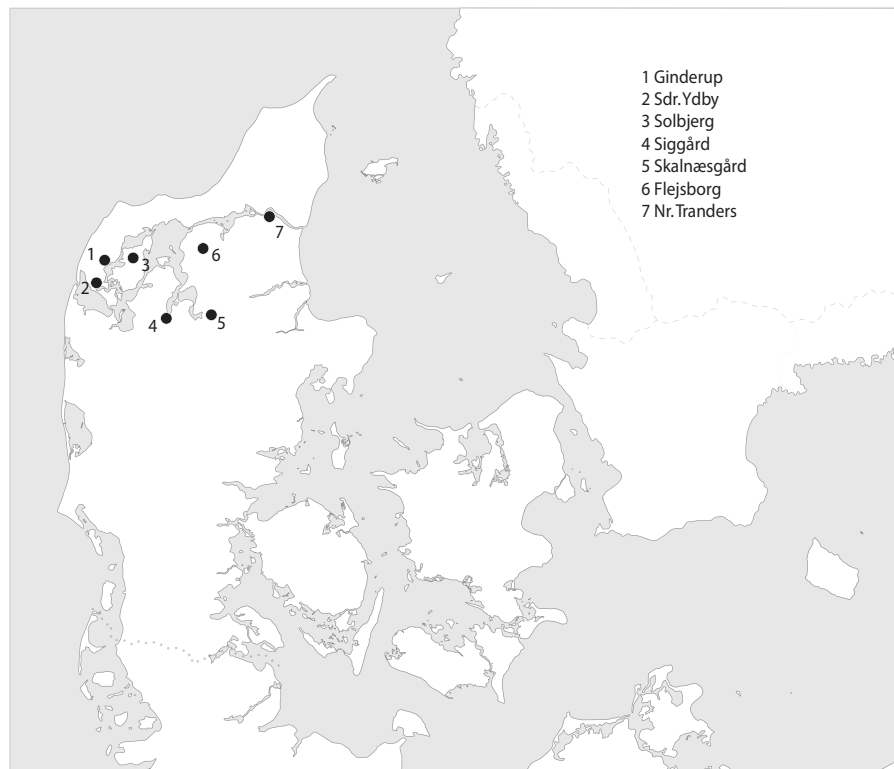 1 Ginderup
2 Sdr. Ydby
3 Solbjerg
4 Siggård
5 Skalnæsgård
6 Flejsborg
7 Nr. Tranders
7
6
1
3
2
4
5